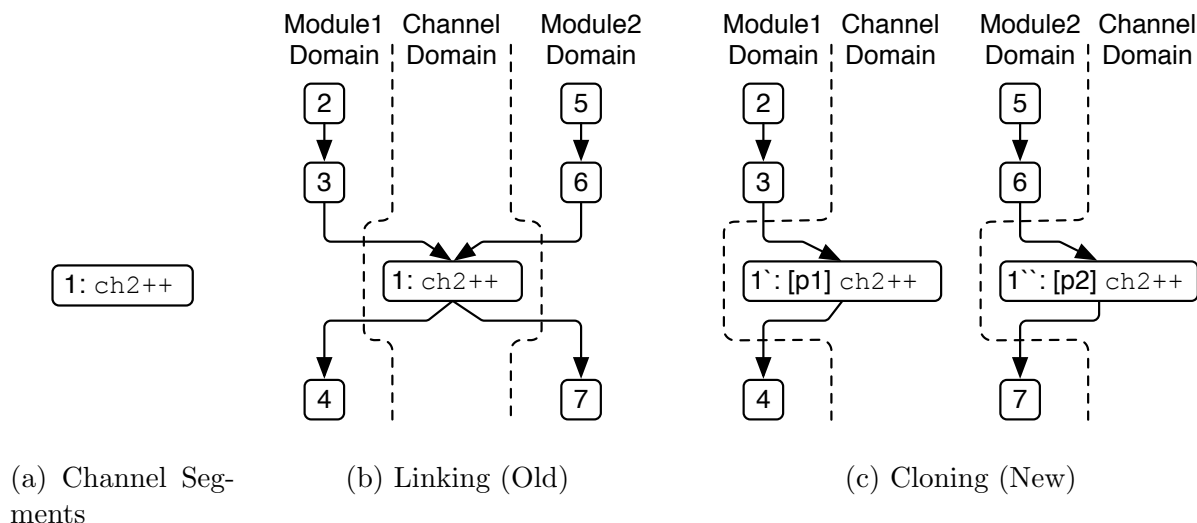 Module1 Channel Module2 Module1 Channel Module2 Channel
Domain Domain Domain Domain Domain Domain Domain
2 5 2 5
3 6 3 6
1: ch2++ 1: ch2++ 1`: [p1] ch2++ 1``: [p2] ch2++
4 7 4 7
(a) Channel Seg- (b) Linking (Old) (c) Cloning (New)
ments